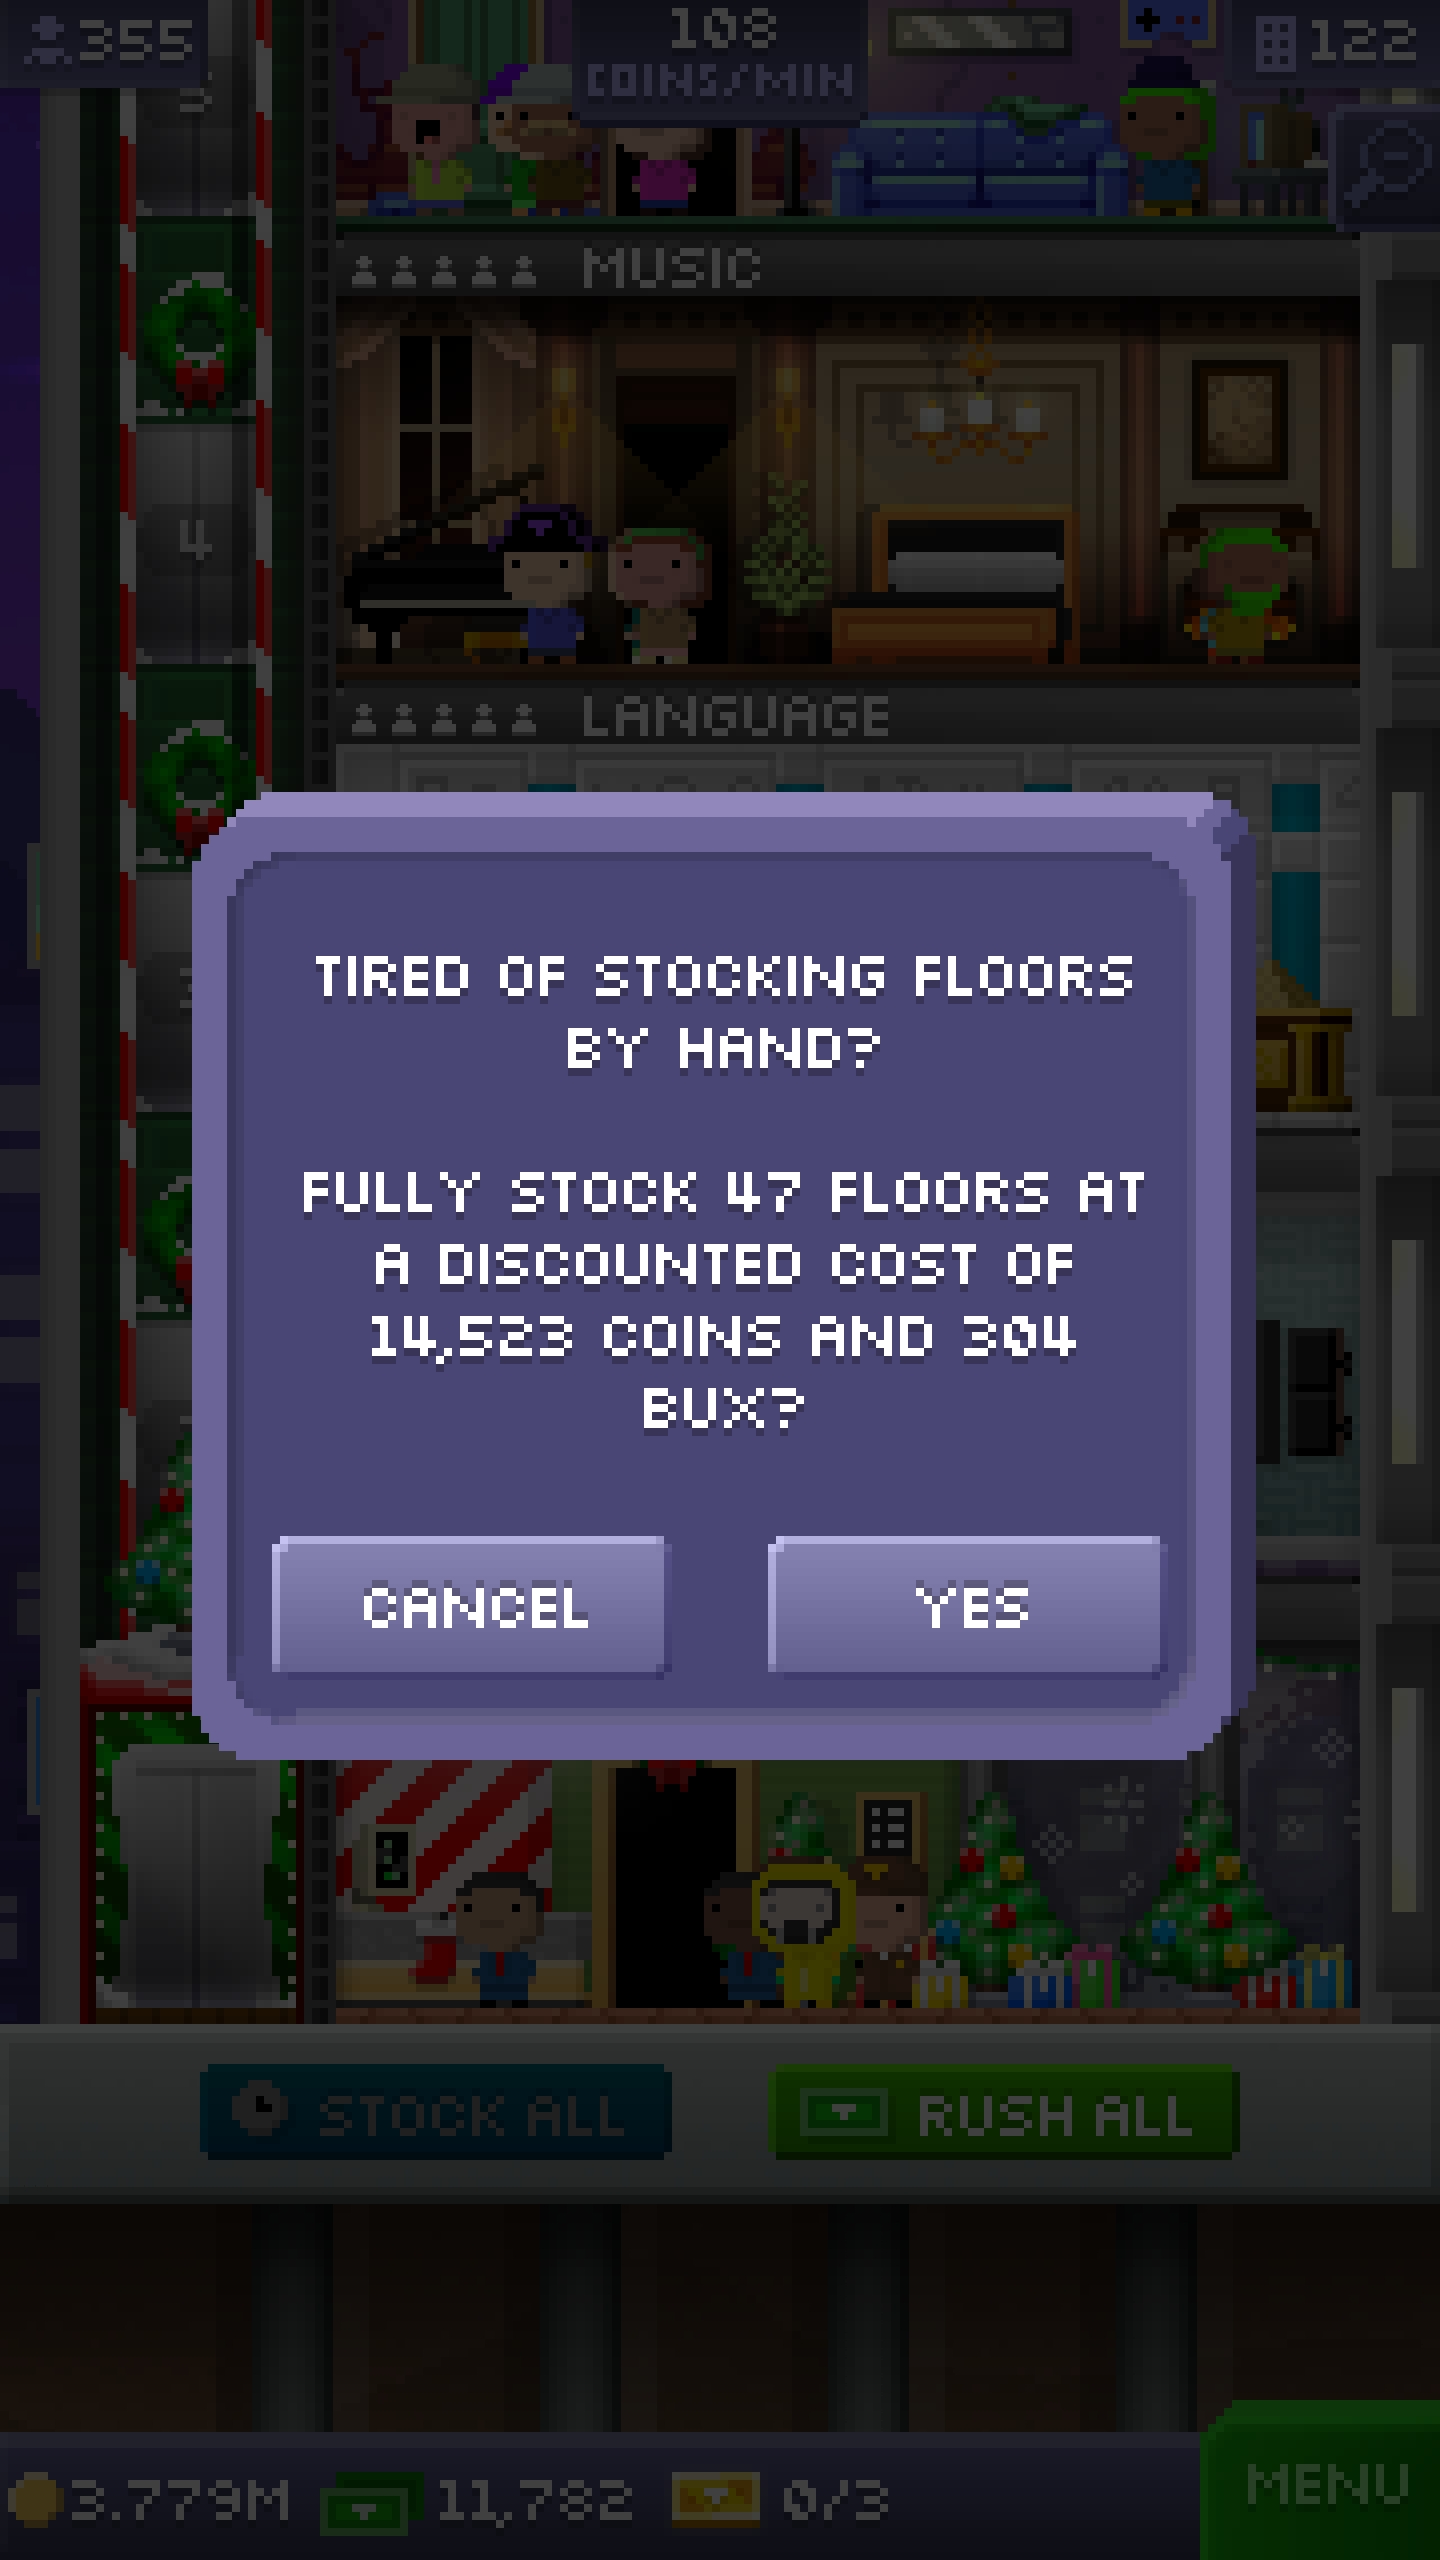 355
108
COINS/MIN
122
MUSIC
4
LANGUAGE
TIRED OF STOCKING FLOORS
BY HAND?
FULLY STOCK 47 FLOORS AT
A DISCOUNTED COST OF
14,523 COINS AND 304
BUX?
CANCEL
YES
STOCK ALL
RUSH ALL
3.779M
11,782
0/3
MENU